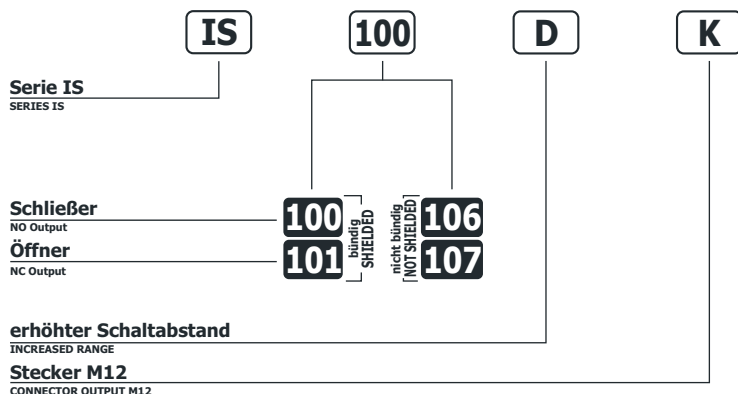 IS 100 D K
Serie IS
SERIES IS
Schließer
NO Output
100 bündig SHIELDED nicht bündig NOT SHIELDED 106
Öffner
NC Output
101 107
erhöhter Schaltabstand
INCREASED RANGE
Stecker M12
CONNECTOR OUTPUT M12